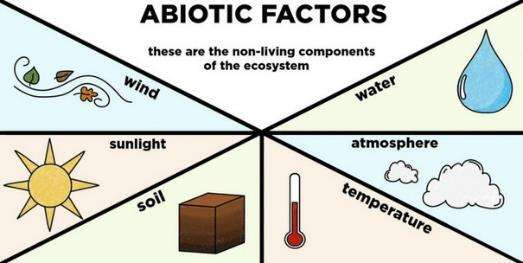 ABIOTIC FACTORS
these are the non-living components
of the ecosystem
wind
water
sunlight
atmosphere
soil
temperature